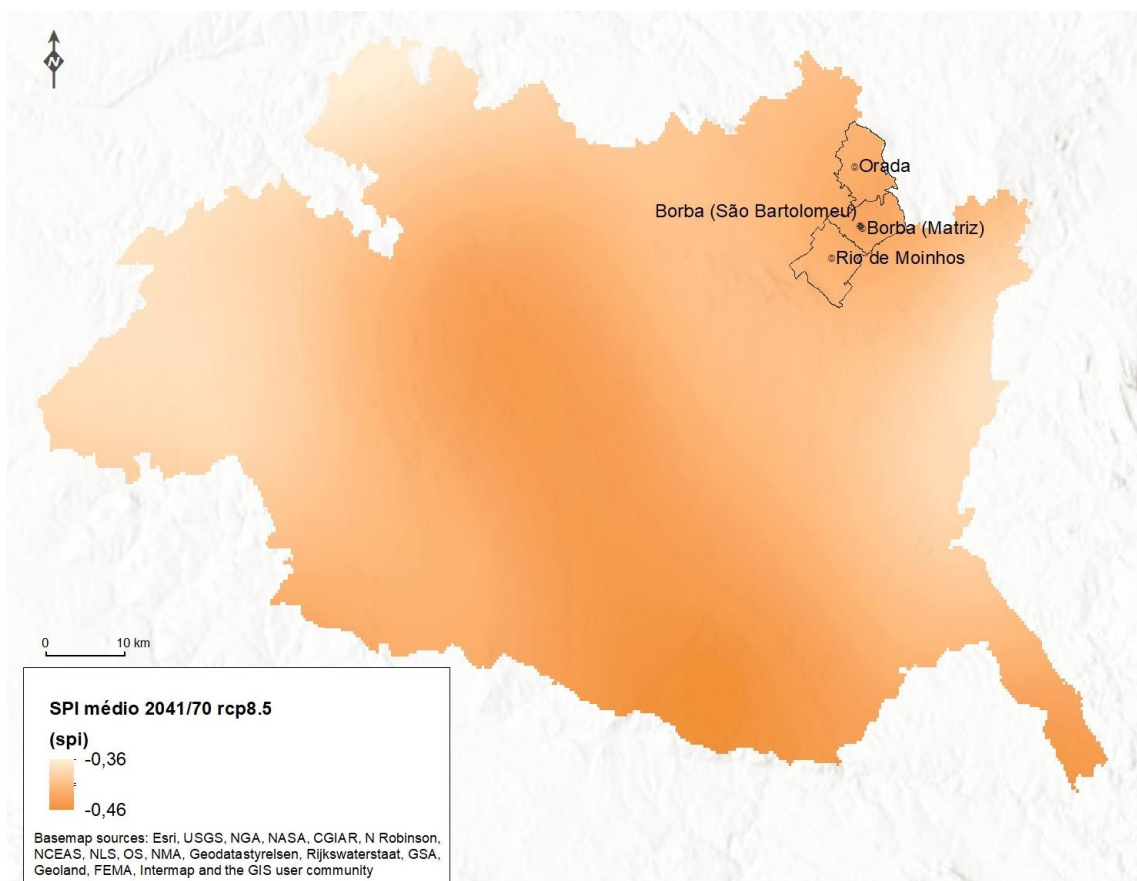 N
Orada
Borba (São Bartolomeu)
Borba (Matriz)
Rio de Moinhos
0 10 km
SPI médio 2041/70 rcp8.5
(spi)
-0,36
-0,46
Basemap sources: Esri, USGS, NGA, NASA, CGIAR, N Robinson,
NCEAS, NLS, OS, NMA, Geodatastyrelsen, Rijkswaterstaat, GSA,
Geoland, FEMA, Intermap and the GIS user community